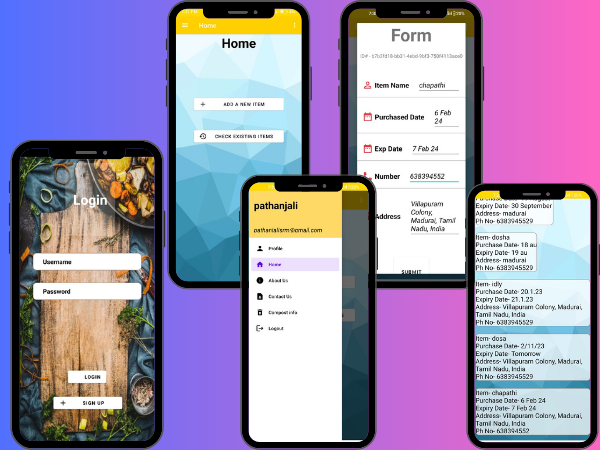 Login
Username
Password
LOGIN
+ SIGN UP
Home
Home
+ ADD A NEW ITEM
CHECK EXISTING ITEMS
pathanjali
Profile
Home
About Us
Contact Us
Compost info
Logout
Form
Item Name chapathi
Purchased Date 6 Feb
24
Exp Date 7 Feb 24
Number 638394552
Address Villapuram
Colony,
Madurai, Tamil
Nadu, India
SUBMIT
Expiry Date- 30 September
Address- madurai
Ph No- 6383945529
Item- dosha
Purchase Date- 18 au
Expiry Date- 19 au
Address- madurai
Ph No- 6383945529
Item- idly
Purchase Date- 20.1.23
Expiry Date- 21.1.23
Address- Villapuram Colony, Madurai,
Tamil Nadu, India
Ph No- 6383945529
Item- dosa
Purchase Date- 2/11/23
Expiry Date- Tomorrow
Address- Villapuram Colony, Madurai,
Tamil Nadu, India
Ph No- 6383945529
Item- chapathi
Purchase Date- 6 Feb 24
Expiry Date- 7 Feb 24
Address- Villapuram Colony, Madurai,
Tamil Nadu, India
Ph No- 6383945529